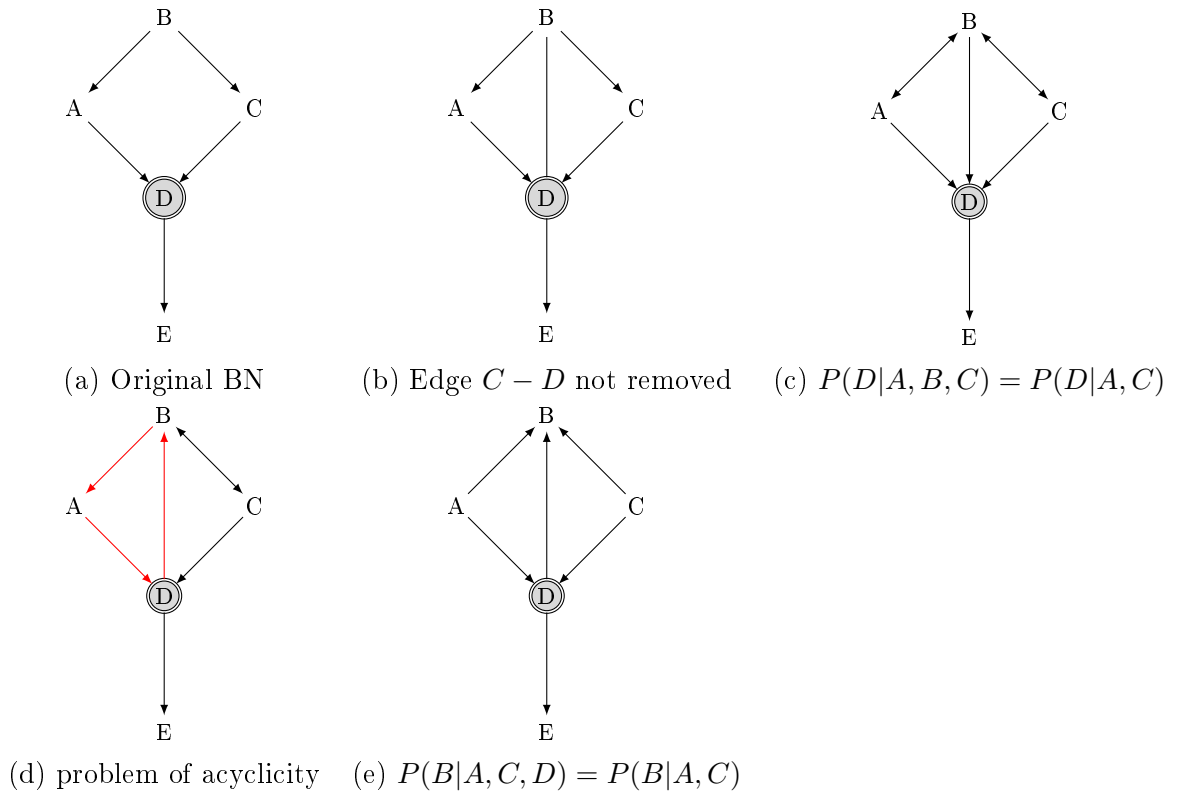 B
A
C
D
E
(a) Original BN
B
A
C
D
E
(b) Edge C − D not removed
B
A
C
D
E
(c) P(D|A, B, C) = P(D|A, C)
B
A
C
D
E
(d) problem of acyclicity
B
A
C
D
E
(e) P(B|A, C, D) = P(B|A, C)